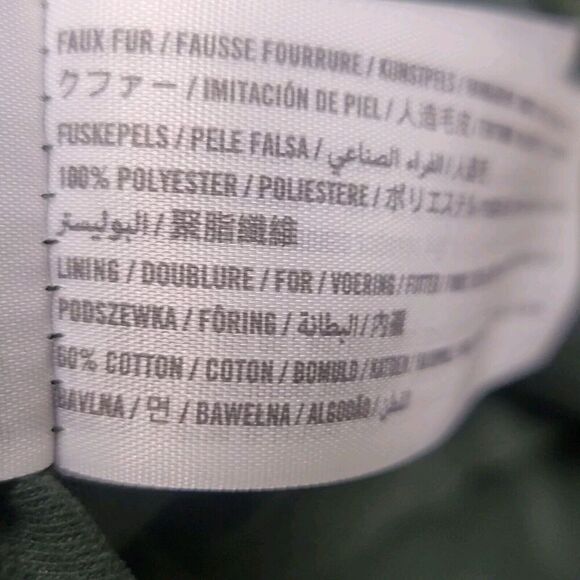 FAUX FUR / FAUSSE FOURRURE / KUNSTPELS /
クファー / IMITACIÓN DE PIEL / 人造毛皮 /
FUSKEPELS / PELE FALSA / الفراء الصناعي /
100% POLYESTER / POLIESTERE / ポリエステル
البوليستر / 聚脂纖維
LINING / DOUBLURE / FOR / VOERING / FUTTER /
PODSZEWKA / FÔRING / البطانة / 内裹
60% COTTON / COTON / BOMULD /
BAVLNA / 면 / BAWEŁNA / ALGODÃO / القطن